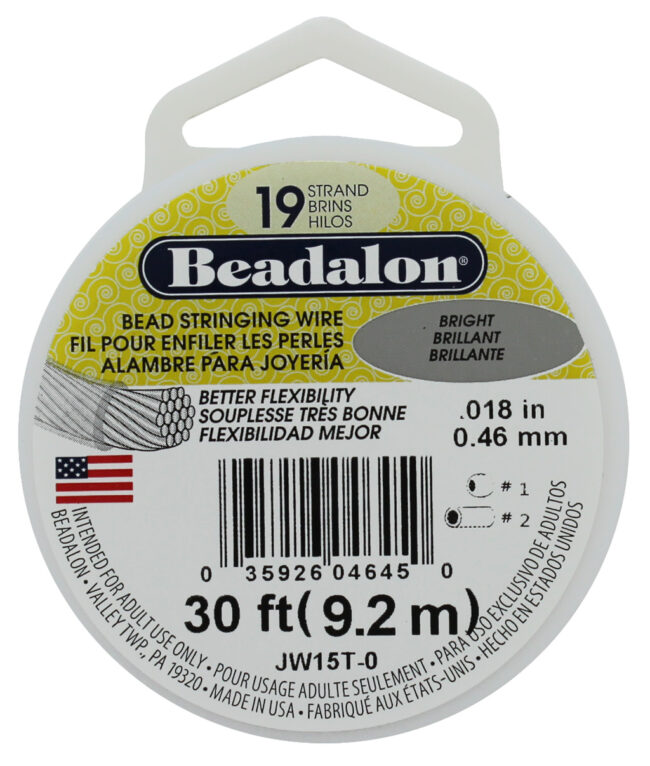 19 STRAND
BRINS
HILOS
Beadalon®
BEAD STRINGING WIRE
FIL POUR ENFILER LES PERLES
ALAMBRE PARA JOYERÍA
BRIGHT
BRILLANT
BRILLANTE
BETTER FLEXIBILITY
SOUPLESSE TRÈS BONNE
FLEXIBILIDAD MEJOR
.018 in
0.46 mm
# 1
# 2
0 35926 04645 0
30 ft(9.2 m)
JW15T-0
INTENDED FOR ADULT USE ONLY • POUR USAGE ADULTE SEULEMENT • PARA USO EXCLUSIVO DE ADULTOS
BEADALON • VALLEY TWP., PA 19320 • MADE IN USA • FABRIQUÉ AUX ÉTATS-UNIS • HECHO EN ESTADOS UNIDOS